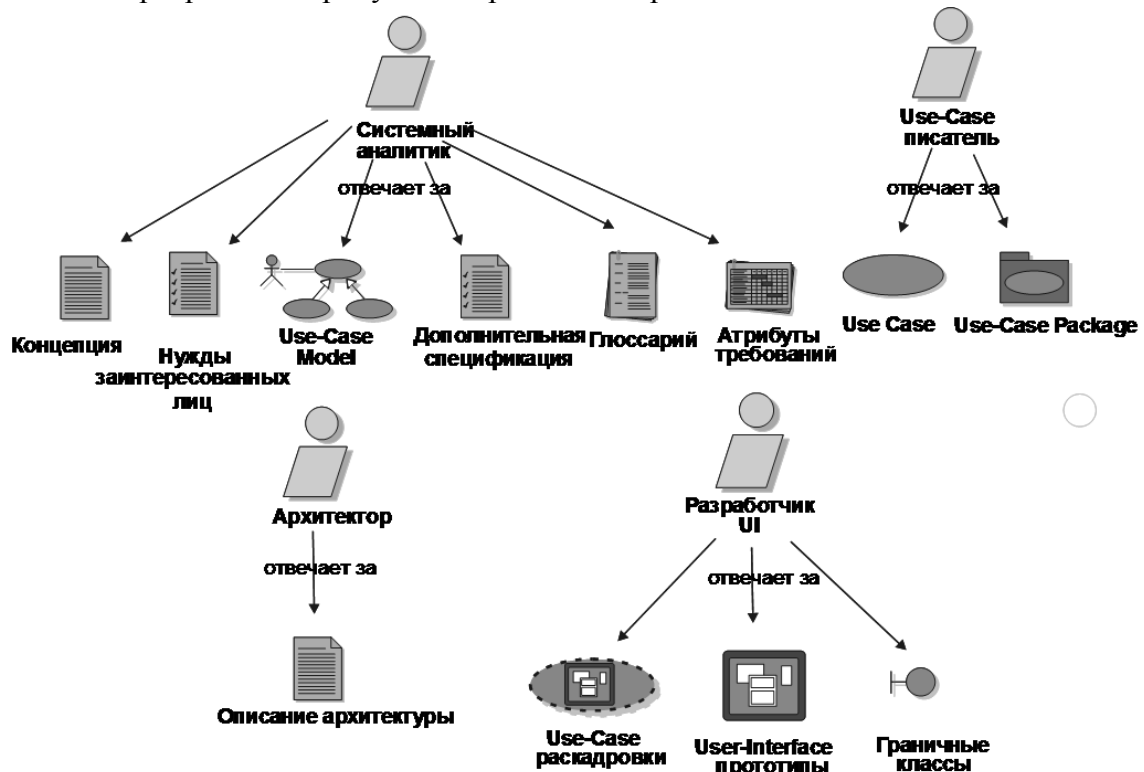 Системный
аналитик
отвечает за
Use-Case
писатель
отвечает за
Концепция
Нужды
заинтересованных
лиц
Use-Case
Model
Дополнительная
спецификация
Глоссарий
Атрибуты
требований
Use Case
Use-Case Package
Архитектор
отвечает за
Описание архитектуры
Разработчик
UI
отвечает за
Use-Case
раскадровки
User-Interface
прототипы
Граничные
классы